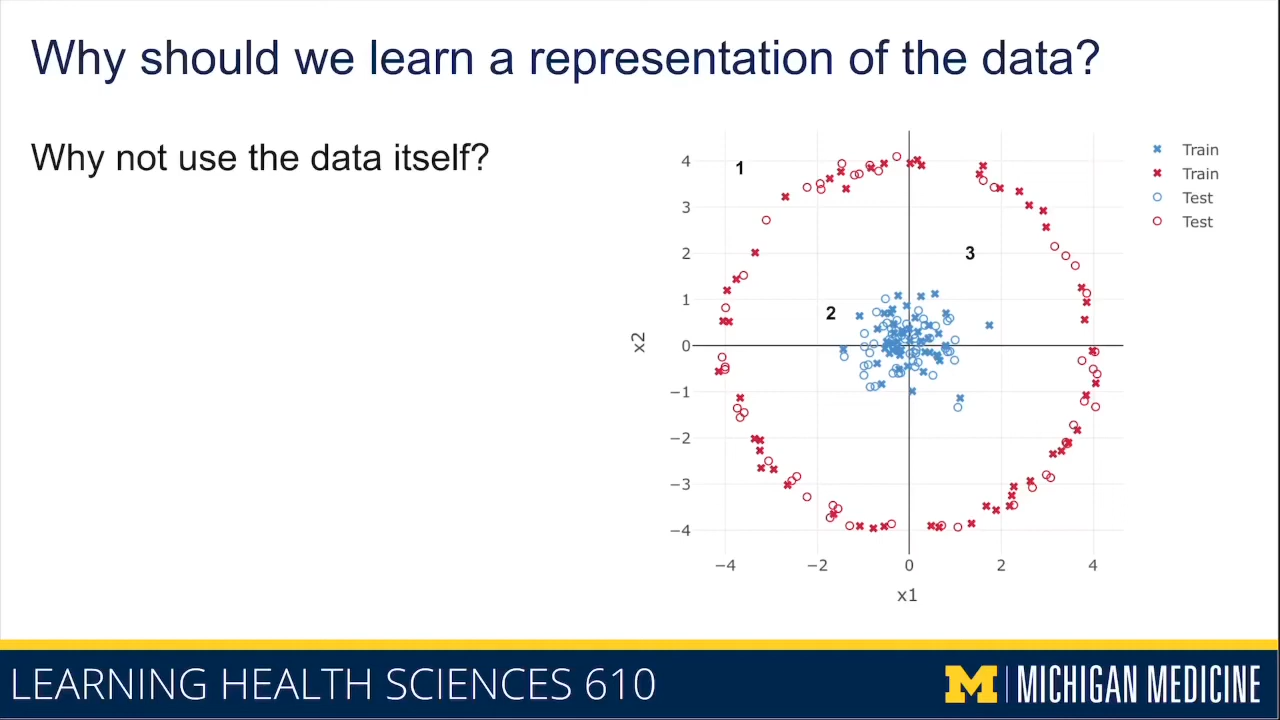 Why should we learn a representation of the data?
Why not use the data itself?
1
2
3
4
3
2
1
0
−1
−2
−3
−4
x2
−4
−2
0
2
4
x1
Train
Train
Test
Test
LEARNING HEALTH SCIENCES 610
M MICHIGAN MEDICINE